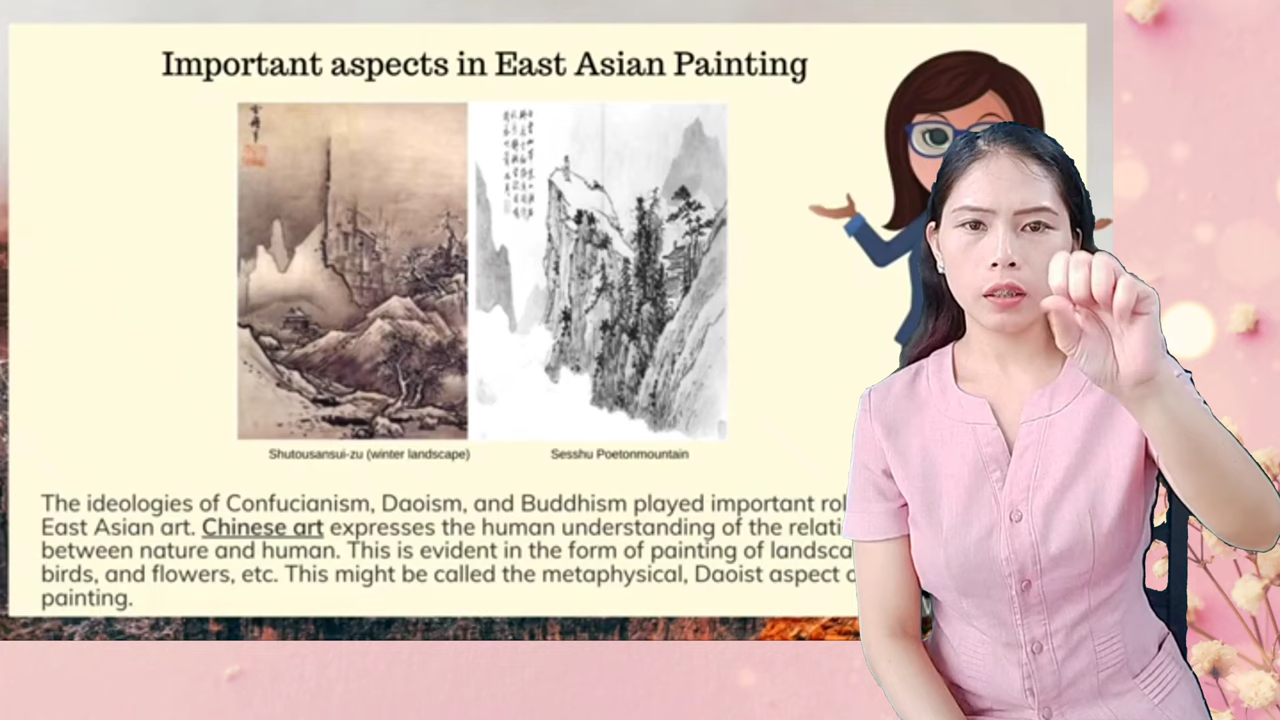 Important aspects in East Asian Painting
Shutousansui-zu (winter landscape)
Sesshu Poetonmountain
The ideologies of Confucianism, Daoism, and Buddhism played important
East Asian art. Chinese art expresses the human understanding of the
between nature and human. This is evident in the form of painting of
birds, and flowers, etc. This might be called the metaphysical, Daoist aspect
painting.